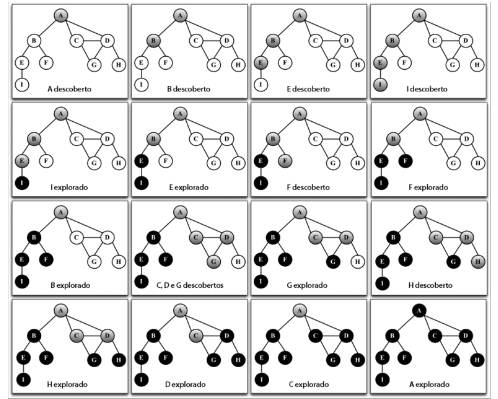 A
B C D
E F G H
I
A descoberto
A
B C D
E F G H
I
B descoberto
A
B C D
E F G H
I
E descoberto
A
B C D
E F G H
I
I descoberto
A
B C D
E F G H
I
I explorado
A
B C D
E F G H
I
E explorado
A
B C D
E F G H
I
F descoberto
A
B C D
E F G H
I
F explorado
A
B C D
E F G H
I
B explorado
A
B C D
E F G H
I
C, D e G descobertos
A
B C D
E F G H
I
G explorado
A
B C D
E F G H
I
H descoberto
A
B C D
E F G H
I
H explorado
A
B C D
E F G H
I
D explorado
A
B C D
E F G H
I
C explorado
A
B C D
E F G H
I
A explorado